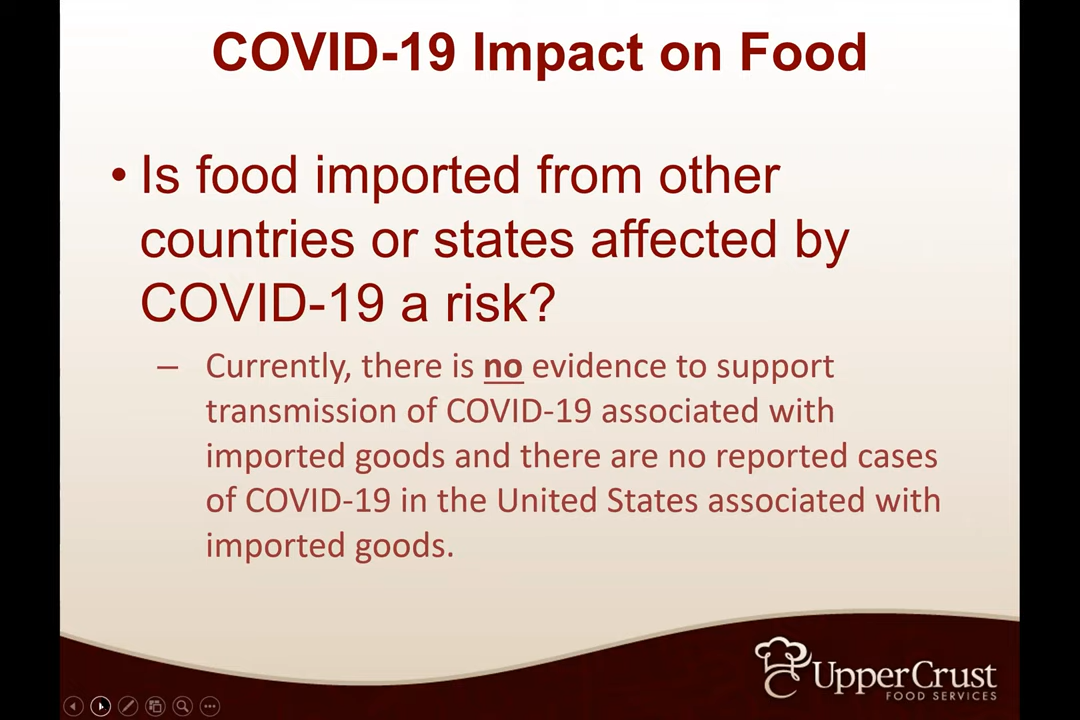 COVID-19 Impact on Food
• Is food imported from other
countries or states affected by
COVID-19 a risk?
– Currently, there is no evidence to support
transmission of COVID-19 associated with
imported goods and there are no reported cases
of COVID-19 in the United States associated with
imported goods.
UpperCrust
FOOD SERVICES